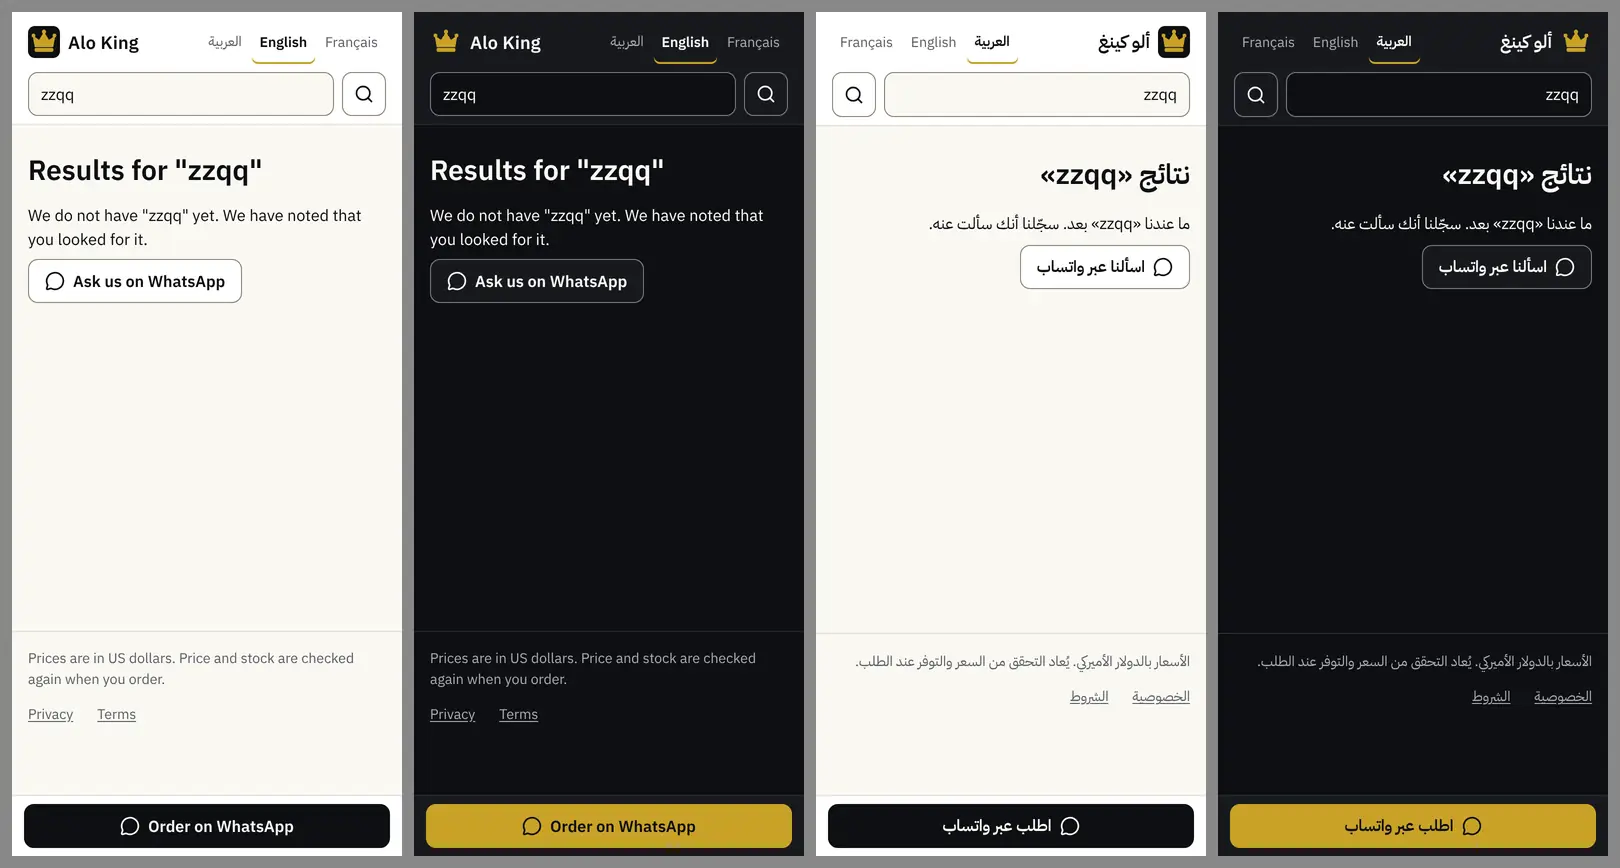 Alo King
العربية English Français
zzqq
Results for "zzqq"
We do not have "zzqq" yet. We have noted that
you looked for it.
Ask us on WhatsApp
Prices are in US dollars. Price and stock are checked
again when you order.
Privacy Terms
Order on WhatsApp
Alo King
العربية English Français
zzqq
Results for "zzqq"
We do not have "zzqq" yet. We have noted that
you looked for it.
Ask us on WhatsApp
Prices are in US dollars. Price and stock are checked
again when you order.
Privacy Terms
Order on WhatsApp
ألو كينغ
العربية English Français
zzqq
نتائج «zzqq»
ما عندنا «zzqq» بعد. سجّلنا أنك سألت عنه.
اسألنا عبر واتساب
الأسعار بالدولار الأميركي. يُعاد التحقق من السعر والتوفر عند الطلب.
الخصوصية الشروط
اطلب عبر واتساب
ألو كينغ
العربية English Français
zzqq
نتائج «zzqq»
ما عندنا «zzqq» بعد. سجّلنا أنك سألت عنه.
اسألنا عبر واتساب
الأسعار بالدولار الأميركي. يُعاد التحقق من السعر والتوفر عند الطلب.
الخصوصية الشروط
اطلب عبر واتساب